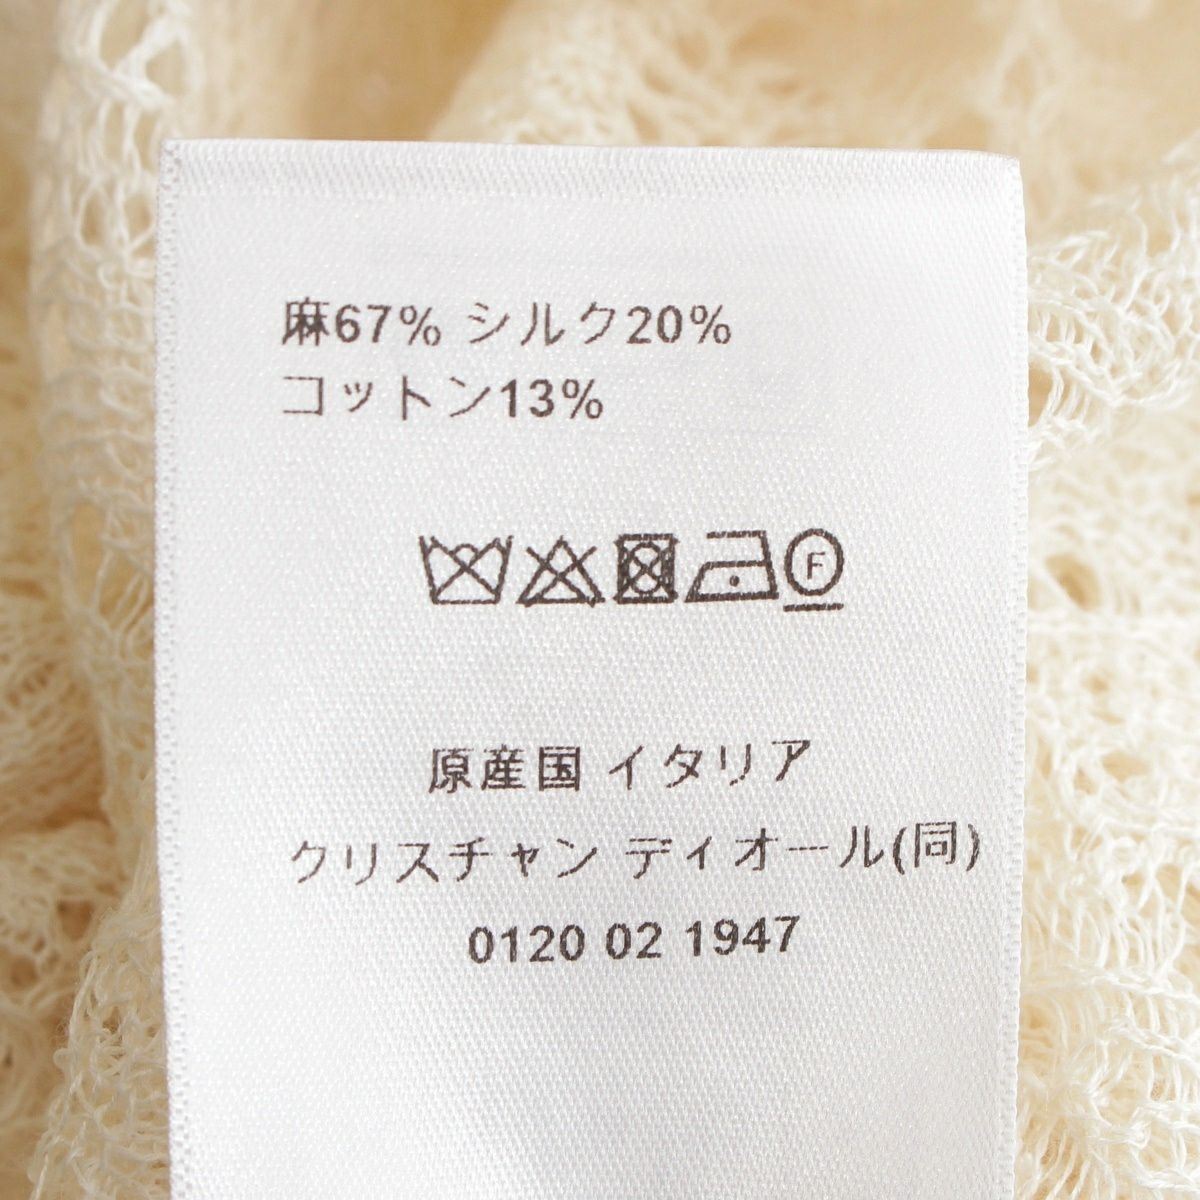 麻67% シルク20%
コットン13%
F
原産国 イタリア
クリスチャン ディオール(同)
0120 02 1947